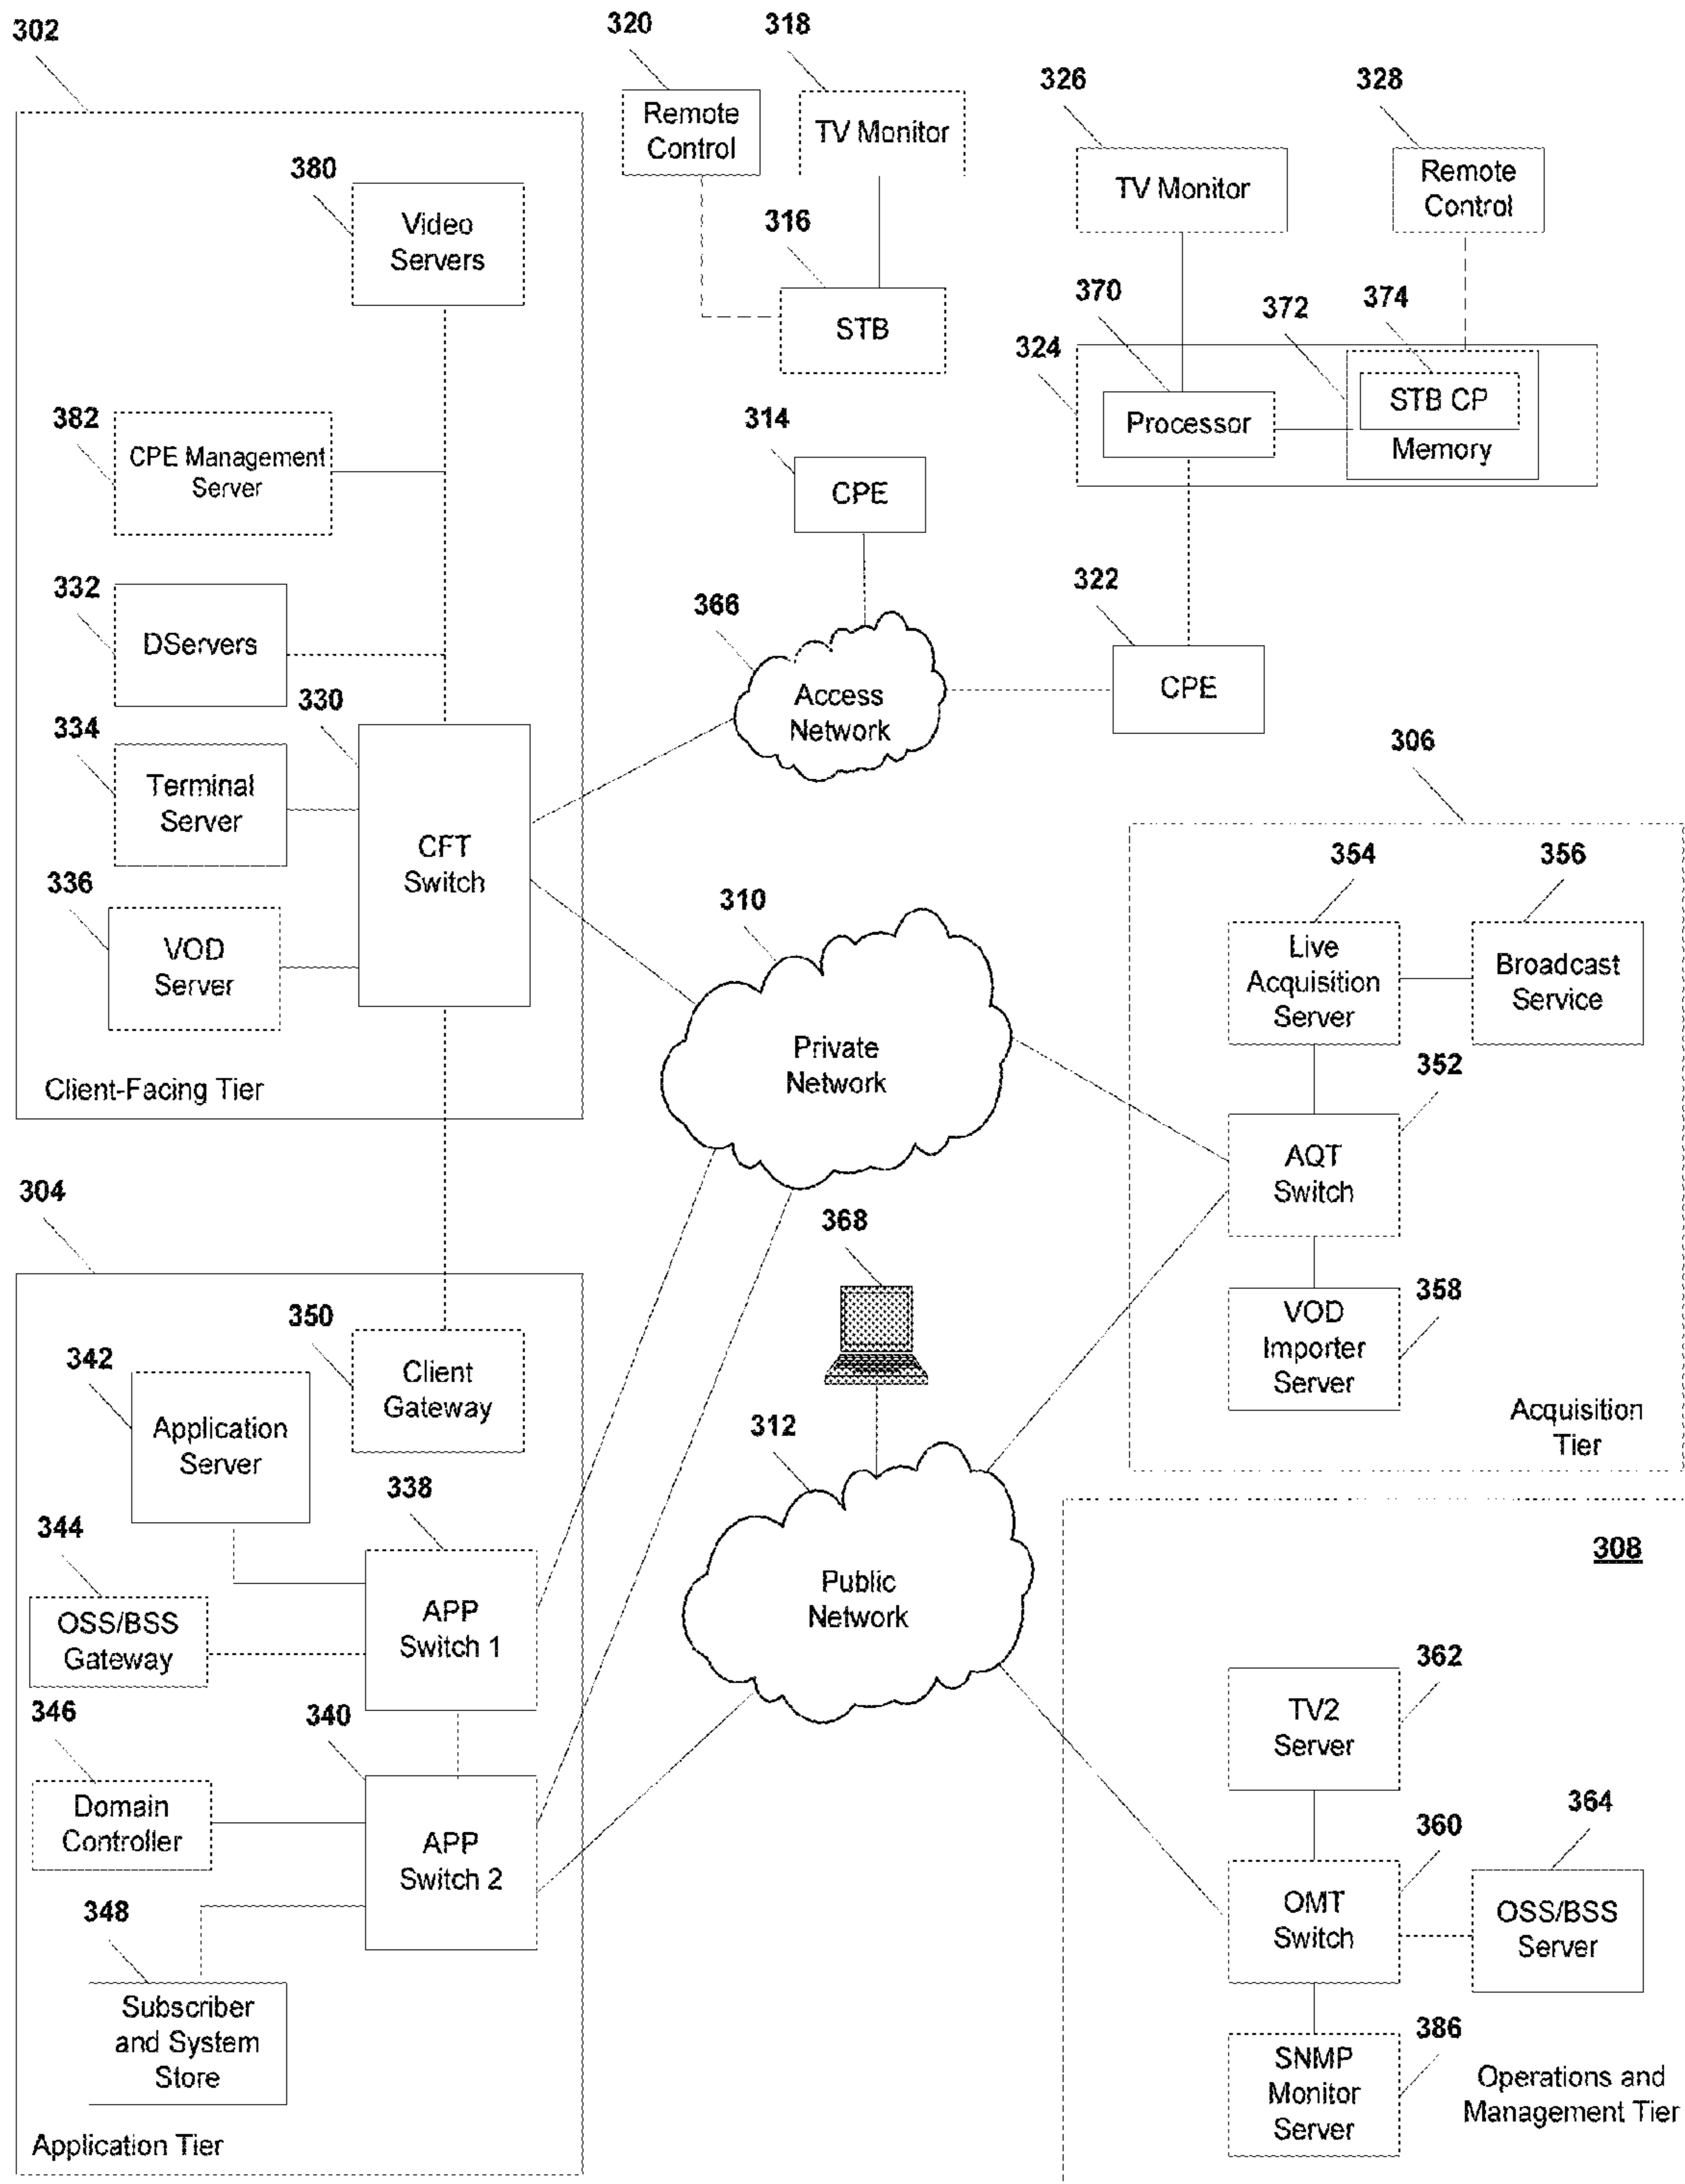 302
320
318
326
328
Remote
Control
TV Monitor
TV Monitor
Remote
Control
380
Video
Servers
316
STB
370
372
374
324
Processor
STB CP
Memory
382
CPE Management
Server
314
CPE
332
DServers
366
Access
Network
322
CPE
330
334
Terminal
Server
CFT
Switch
336
VOD
Server
Client-Facing Tier
310
Private
Network
306
354
356
Live
Acquisition
Server
Broadcast
Service
352
AQT
Switch
358
VOD
Importer
Server
Acquisition
Tier
304
368
350
Client
Gateway
342
Application
Server
312
Public
Network
338
344
OSS/BSS
Gateway
APP
Switch 1
346
340
Domain
Controller
APP
Switch 2
348
Subscriber
and System
Store
Application Tier
308
362
TV2
Server
360
364
OMT
Switch
OSS/BSS
Server
386
SNMP
Monitor
Server
Operations and
Management Tier